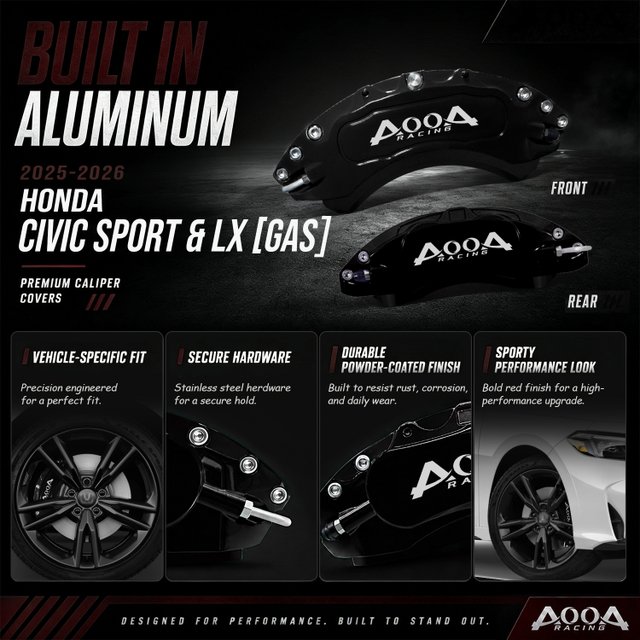 BUILT IN
ALUMINUM
2025-2026
HONDA
CIVIC SPORT & LX [GAS]
PREMIUM CALIPER
COVERS
AOOA
RACING
FRONT
AOOA
RACING
REAR
VEHICLE-SPECIFIC FIT
Precision engineered
for a perfect fit.
SECURE HARDWARE
Stainless steel herdware
for a secure hold.
DURABLE
POWDER-COATED FINISH
Built to resist rust, corrosion,
and daily wear.
SPORTY
PERFORMANCE LOOK
Bold red finish for a high-
performance upgrade.
DESIGNED FOR PERFORMANCE. BUILT TO STAND OUT.
AOOA
RACING